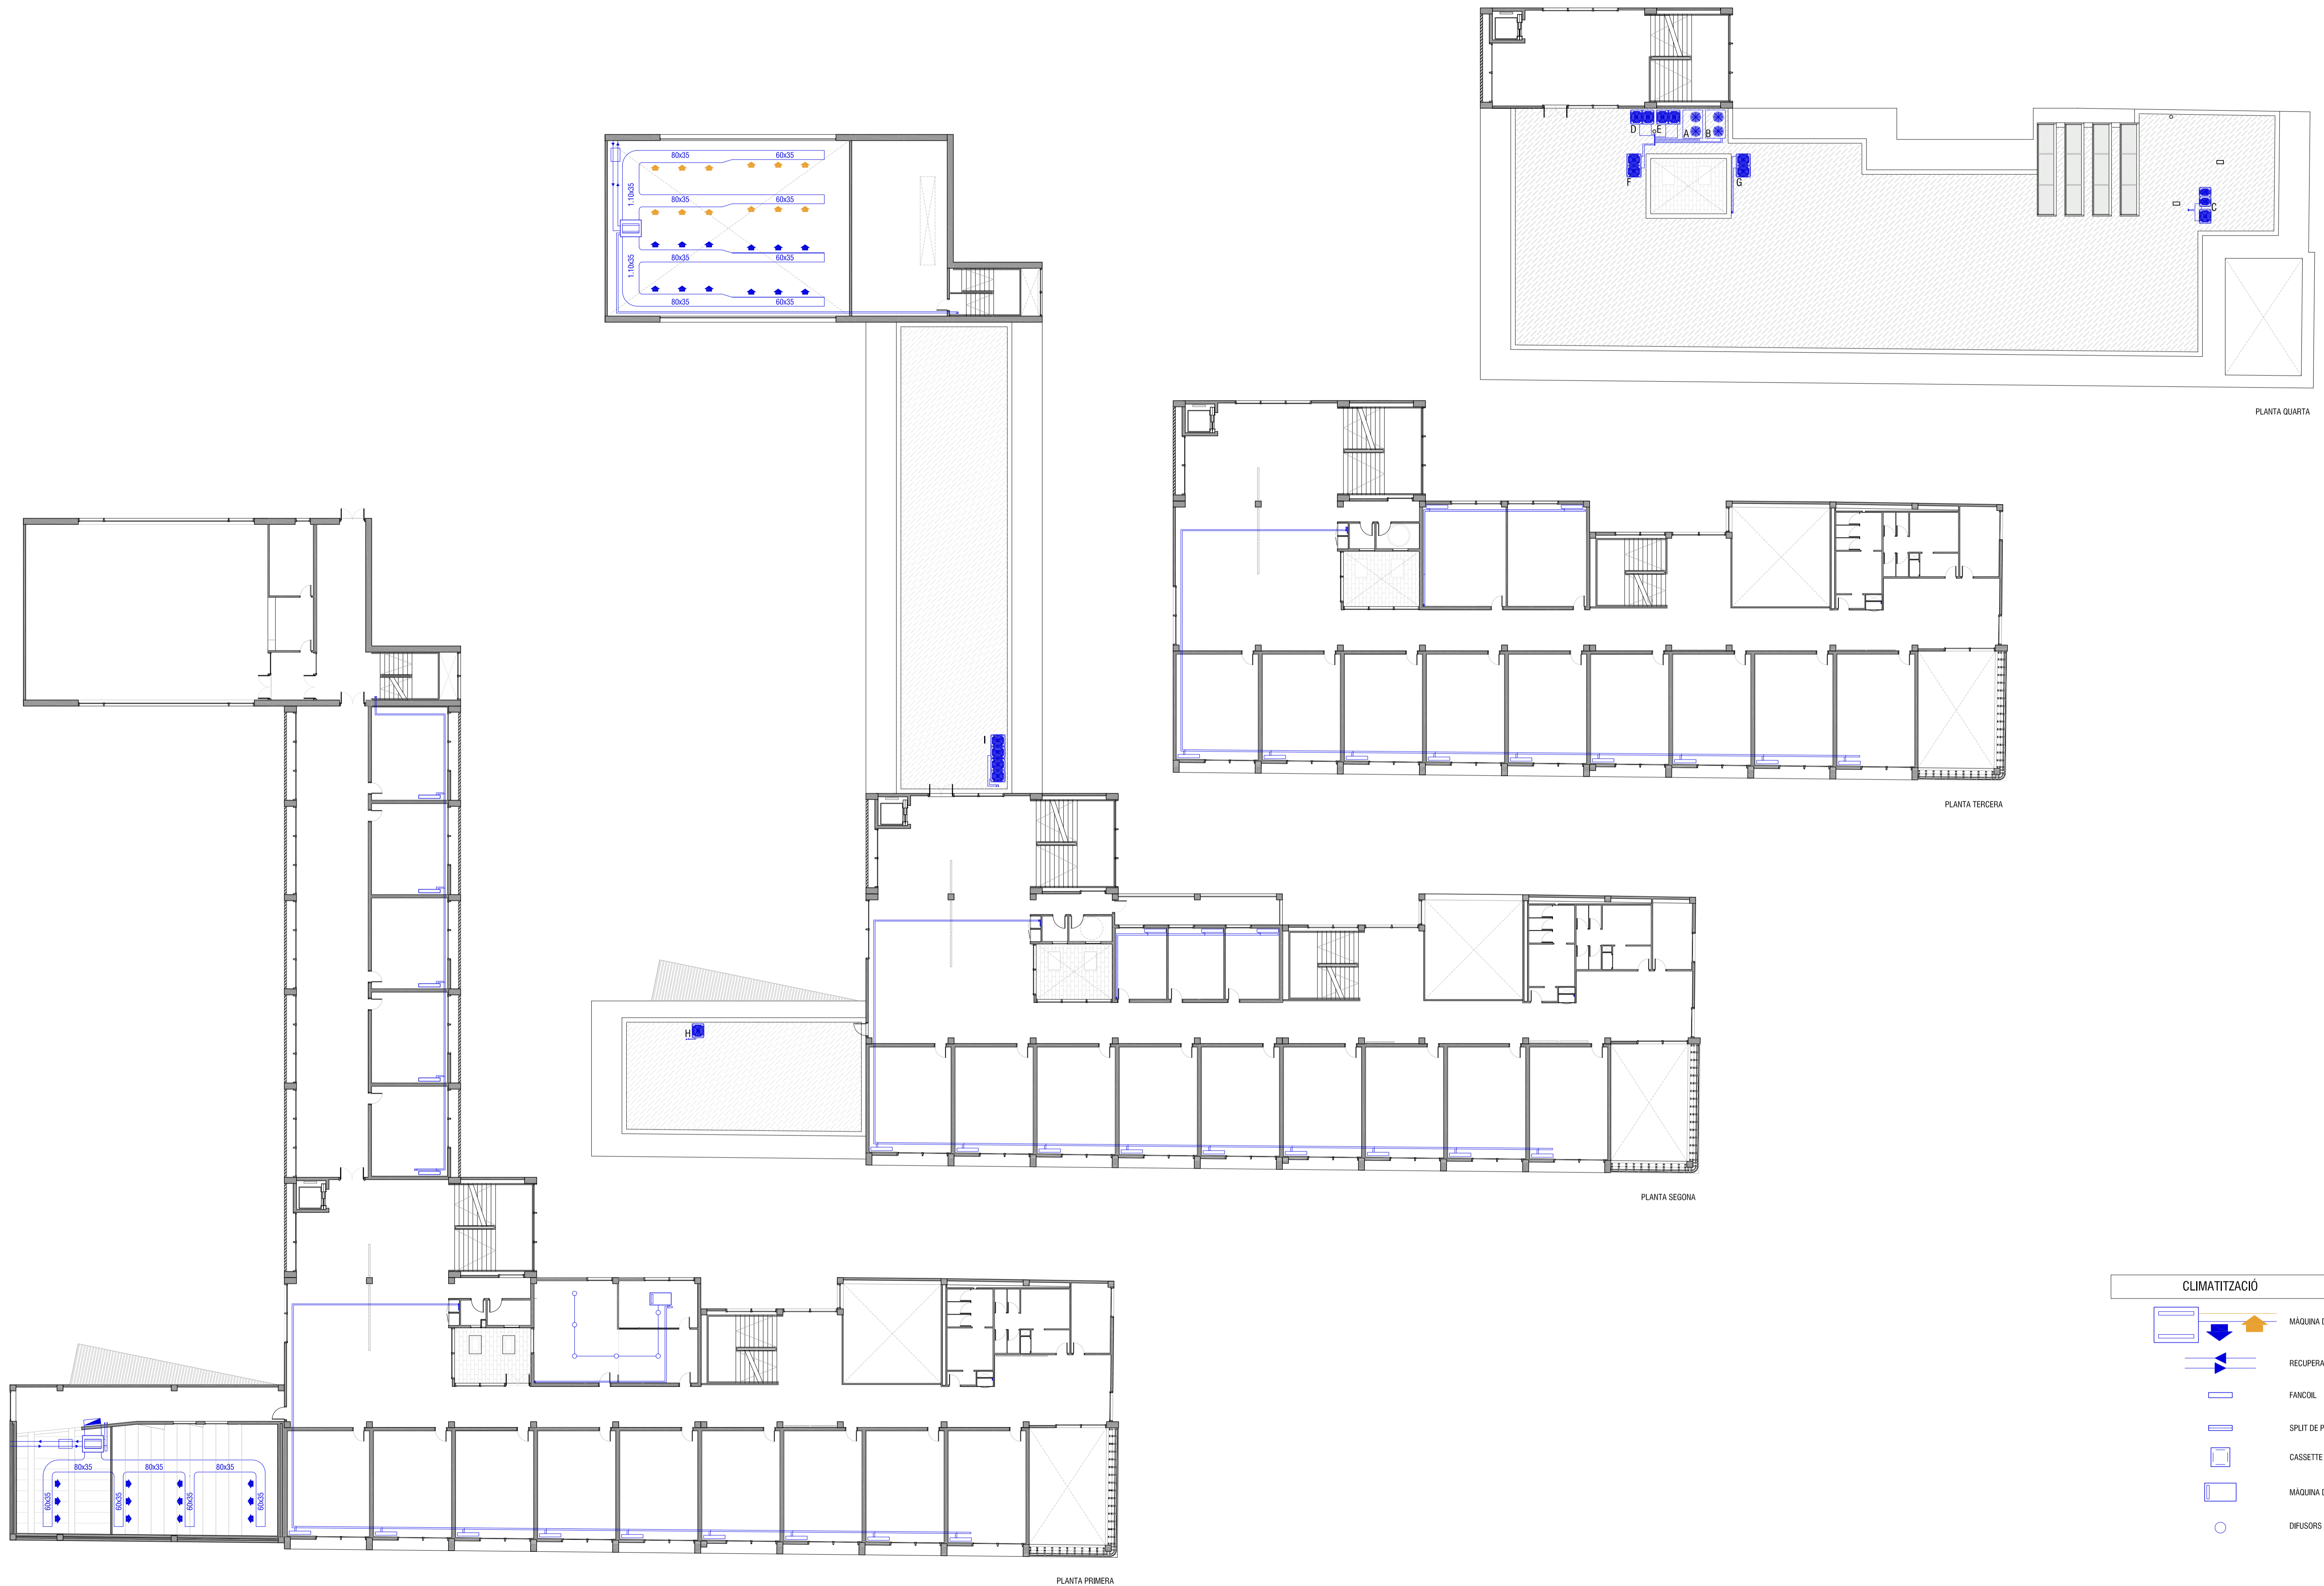 D
E
A
B
F
G
C
PLANTA QUARTA
80x35
60x35
1.10x35
80x35
60x35
80x35
60x35
1.10x35
80x35
60x35
I
PLANTA TERCERA
H
PLANTA SEGONA
80x35
80x35
80x35
60x35
60x35
60x35
60x35
PLANTA PRIMERA
CLIMATITZACIÓ
MÀQUINA D
RECUPERA
FANCOIL
SPLIT DE P
CASSETTE
MÀQUINA D
DIFUSORS